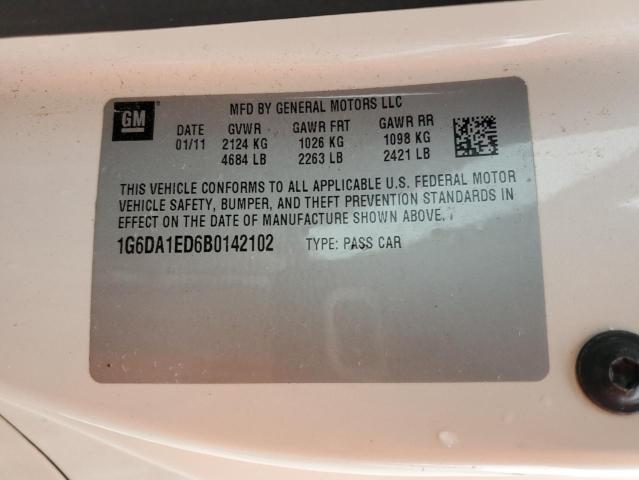 GM
MFD BY GENERAL MOTORS LLC
DATE GVWR GAWR FRT GAWR RR
01/11 2124 KG 1026 KG 1098 KG
4684 LB 2263 LB 2421 LB
THIS VEHICLE CONFORMS TO ALL APPLICABLE U.S. FEDERAL MOTOR
VEHICLE SAFETY, BUMPER, AND THEFT PREVENTION STANDARDS IN
EFFECT ON THE DATE OF MANUFACTURE SHOWN ABOVE.
1G6DA1ED6B0142102 TYPE: PASS CAR